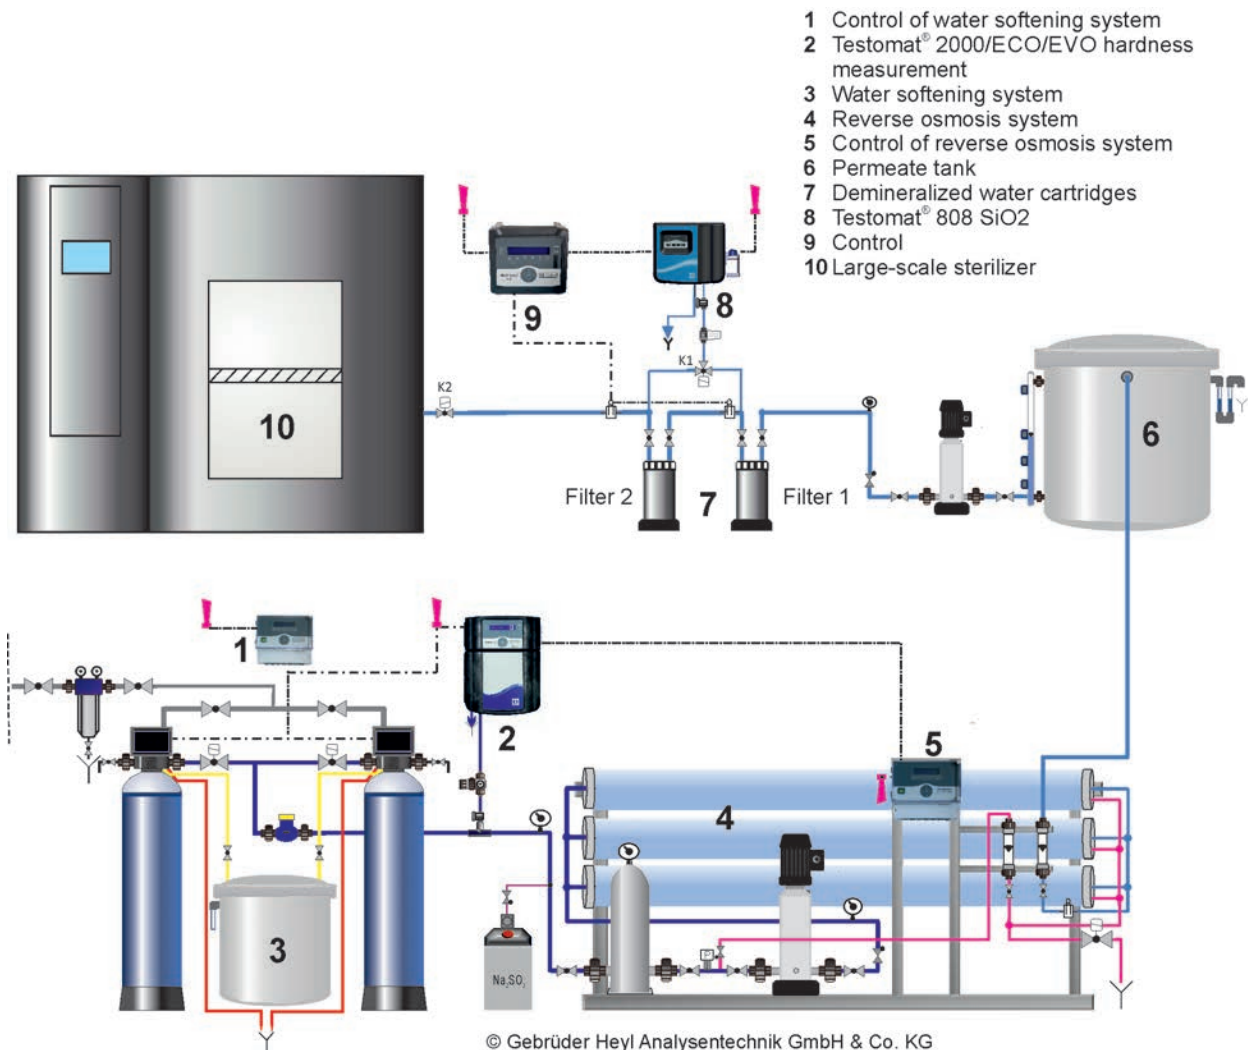 1 Control of water softening system
2 Testomat® 2000/ECO/EVO hardness
measurement
3 Water softening system
4 Reverse osmosis system
5 Control of reverse osmosis system
6 Permeate tank
7 Demineralized water cartridges
8 Testomat® 808 SiO2
9 Control
10 Large-scale sterilizer
9
8
K1
K2
10
6
Filter 2
7
Filter 1
1
2
5
4
3
P
Na₂SO₃
© Gebrüder Heyl Analysentechnik GmbH & Co. KG